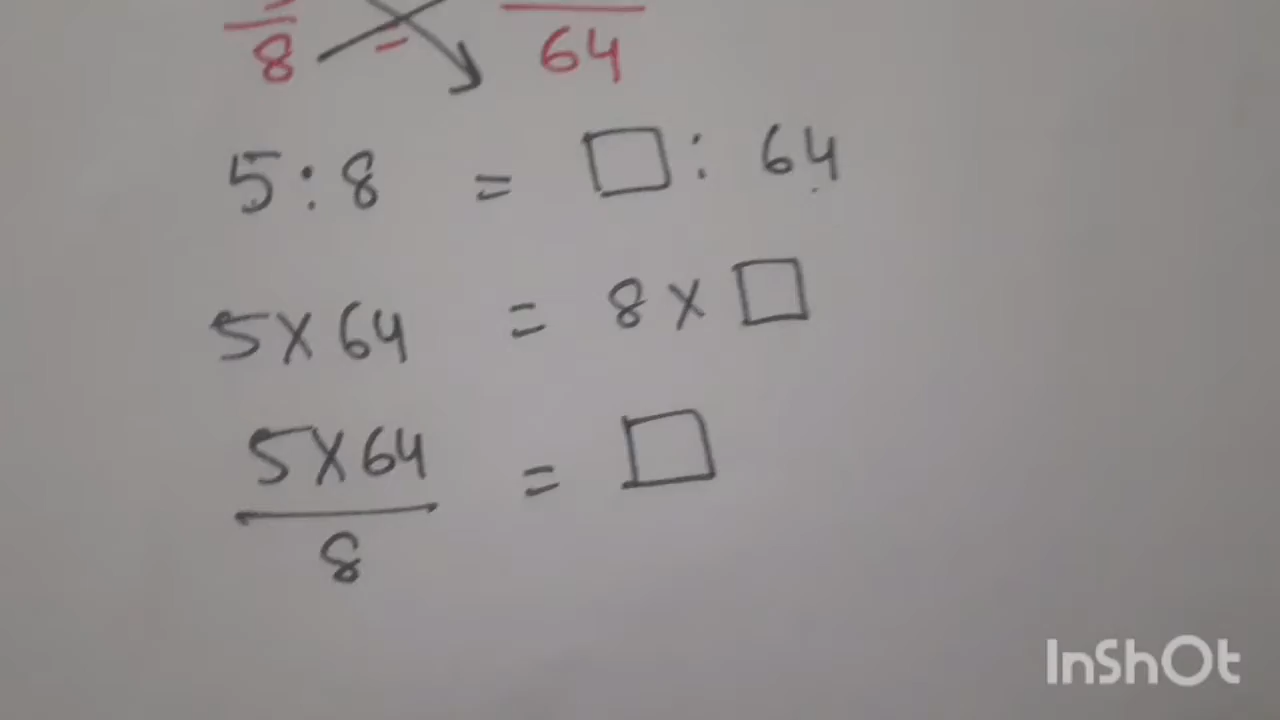 8 = 64
5 : 8 = □ : 64
5 × 64 = 8 × □
5 × 64 = □
8
InShOt